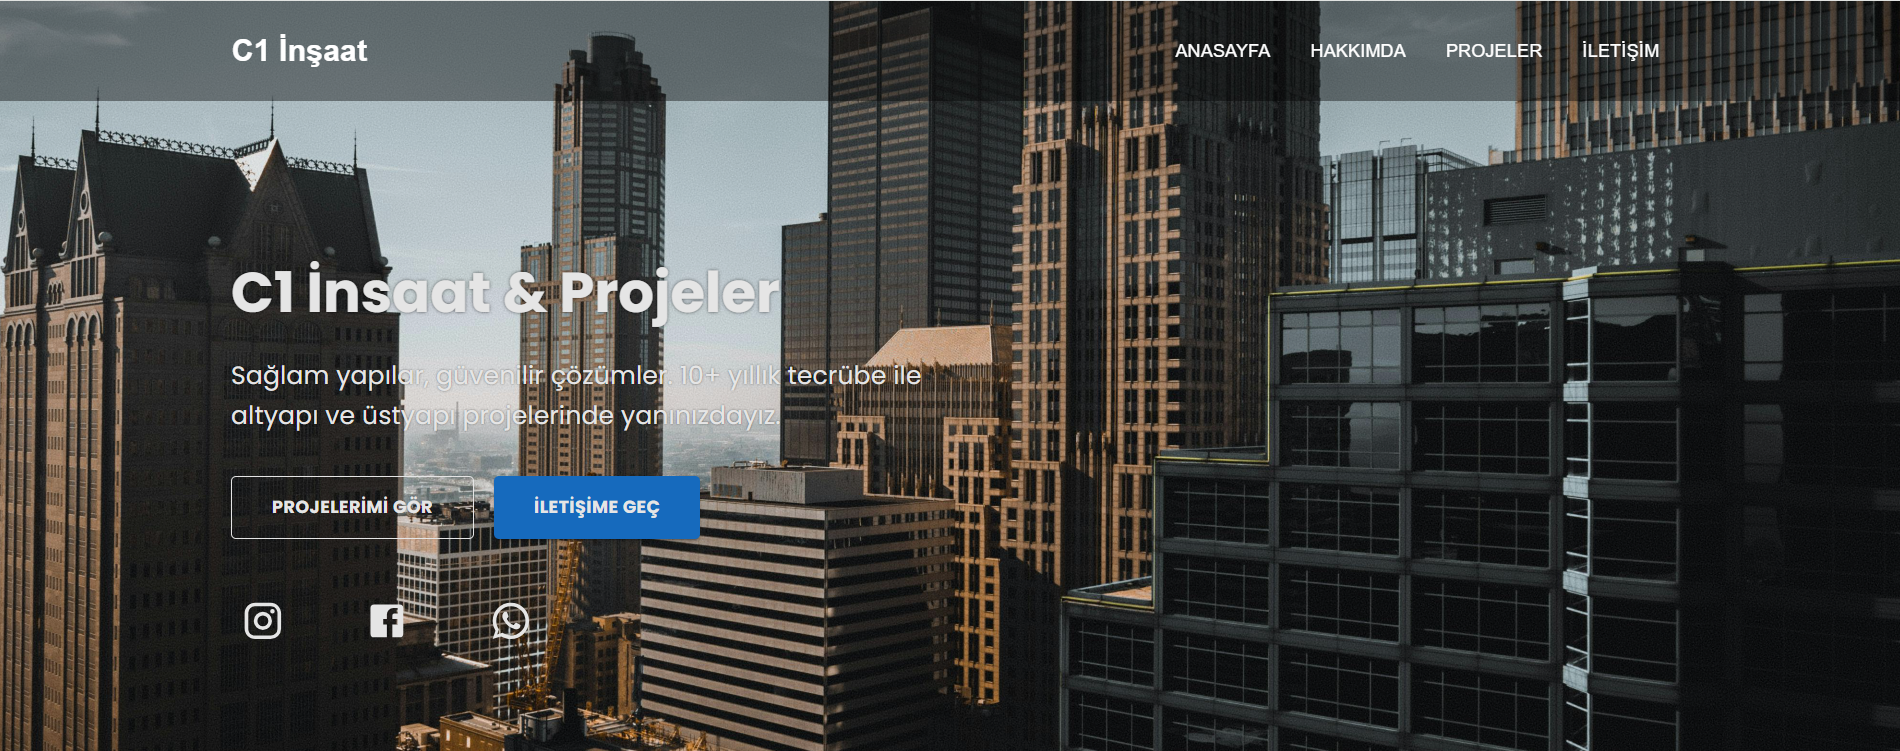 C1 İnşaat
ANASAYFA HAKKIMDA PROJELER İLETİŞİM
C1 İnsaat & Projeler
Sağlam yapılar, güvenilir çözümler. 10+ yıllık tecrübe ile
altyapı ve üstyapı projelerinde yanınızdayız.
PROJELERİMİ GÖR İLETİŞİME GEÇ